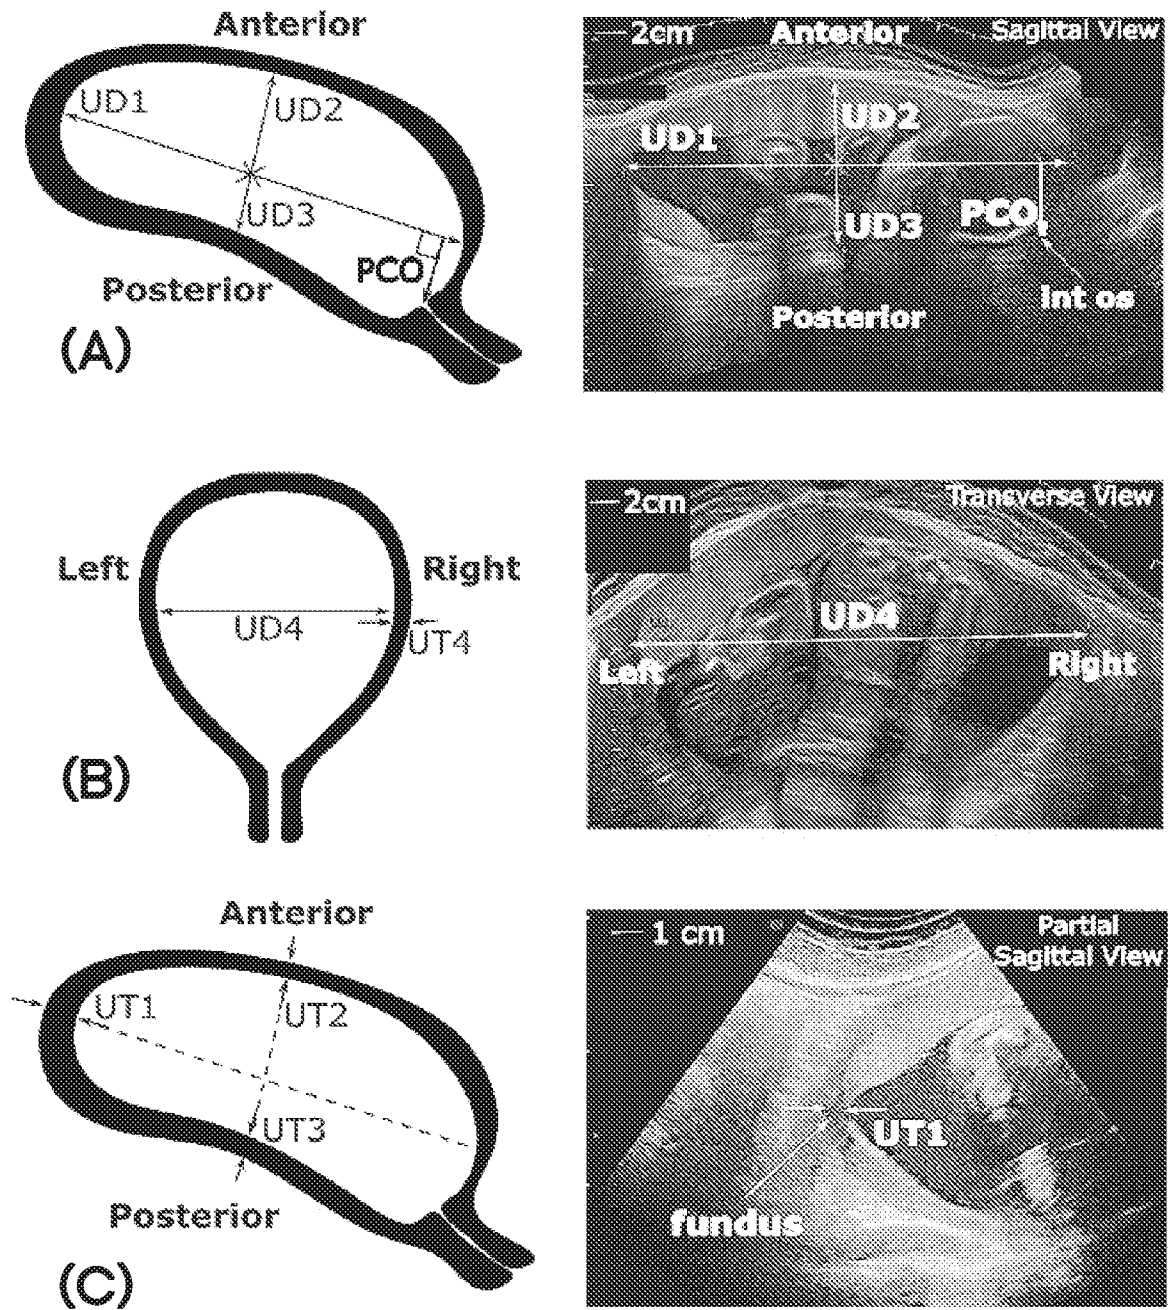 Anterior
UD1
UD2
UD3
PCO
Posterior
(A)
2cm
Anterior
Sagittal View
UD1
UD2
UD3
PCO
int os
Posterior
Left
Right
UD4
UT4
(B)
2cm
Transverse View
UD4
Left
Right
Anterior
UT1
UT2
UT3
Posterior
(C)
1 cm
Partial
Sagittal View
UT1
fundus